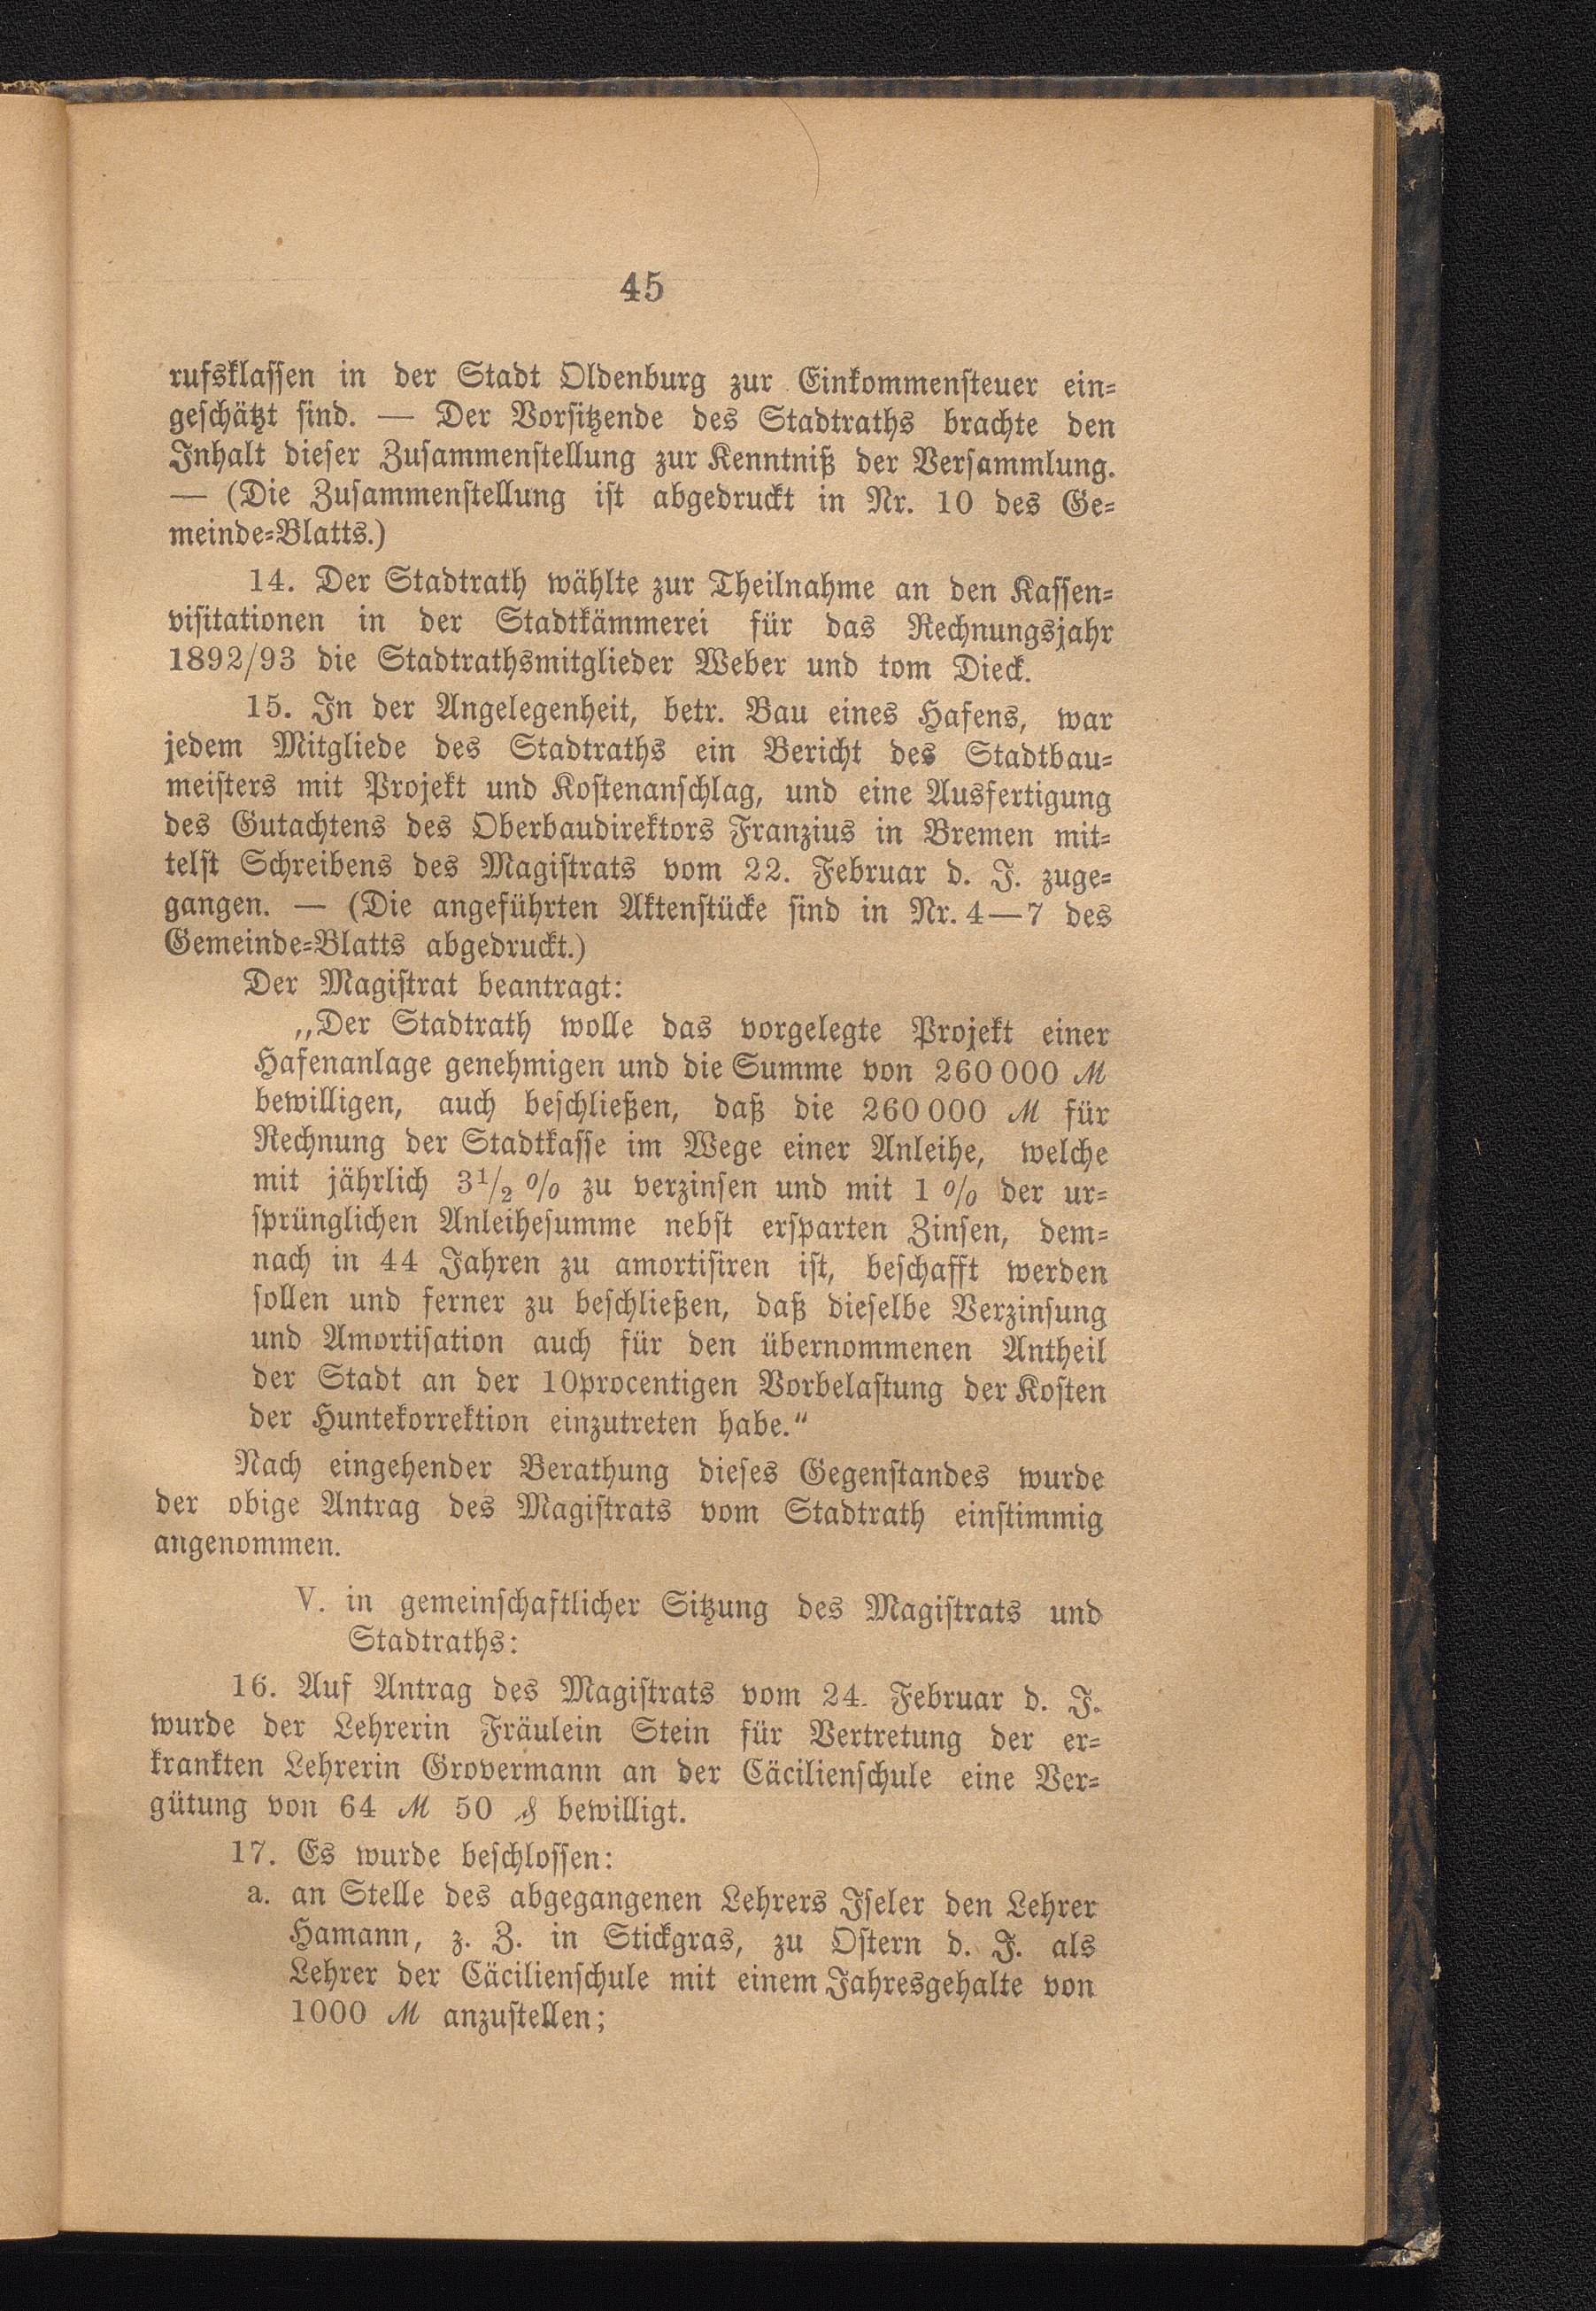 45
rufsklassen in der Stadt Oldenburg zur Einkommensteuer ein-
geschätzt sind. — Der Vorsitzende des Stadtraths brachte den
Inhalt dieser Zusammenstellung zur Kenntniß der Versammlung.
— (Die Zusammenstellung ist abgedruckt in Nr. 10 des Ge-
meinde-Blatts.)
14. Der Stadtrath wählte zur Theilnahme an den Kassen-
visitationen in der Stadtkämmerei für das Rechnungsjahr
1892/93 die Stadtrathsmitglieder Weber und tom Dieck.
15. In der Angelegenheit, betr. Bau eines Hafens, war
jedem Mitgliede des Stadtraths ein Bericht des Stadtbau-
meisters mit Projekt und Kostenanschlag, und eine Ausfertigung
des Gutachtens des Oberbaudirektors Franzius in Bremen mit-
telst Schreibens des Magistrats vom 22. Februar d. J. zuge-
gangen. — (Die angeführten Aktenstücke sind in Nr. 4—7 des
Gemeinde-Blatts abgedruckt.)
Der Magistrat beantragt:
„Der Stadtrath wolle das vorgelegte Projekt einer
Hafenanlage genehmigen und die Summe von 260 000 ℳ
bewilligen, auch beschließen, daß die 260 000 ℳ für
Rechnung der Stadtkasse im Wege einer Anleihe, welche
mit jährlich 3 1/2 % zu verzinsen und mit 1 % der ur-
sprünglichen Anleihesumme nebst ersparten Zinsen, dem-
nach in 44 Jahren zu amortisiren ist, beschafft werden
sollen und ferner zu beschließen, daß dieselbe Verzinsung
und Amortisation auch für den übernommenen Antheil
der Stadt an der 10procentigen Vorbelastung der Kosten
der Huntekorrektion einzutreten habe.“
Nach eingehender Berathung dieses Gegenstandes wurde
der obige Antrag des Magistrats vom Stadtrath einstimmig
angenommen.
V. in gemeinschaftlicher Sitzung des Magistrats und
Stadtraths:
16. Auf Antrag des Magistrats vom 24. Februar d. J.
wurde der Lehrerin Fräulein Stein für Vertretung der er-
krankten Lehrerin Grovermann an der Cäcilienschule eine Ver-
gütung von 64 ℳ 50 ₰ bewilligt.
17. Es wurde beschlossen:
a. an Stelle des abgegangenen Lehrers Iseler den Lehrer
Hamann, z. Z. in Stickgras, zu Ostern d. J. als
Lehrer der Cäcilienschule mit einem Jahresgehalte von
1000 ℳ anzustellen;